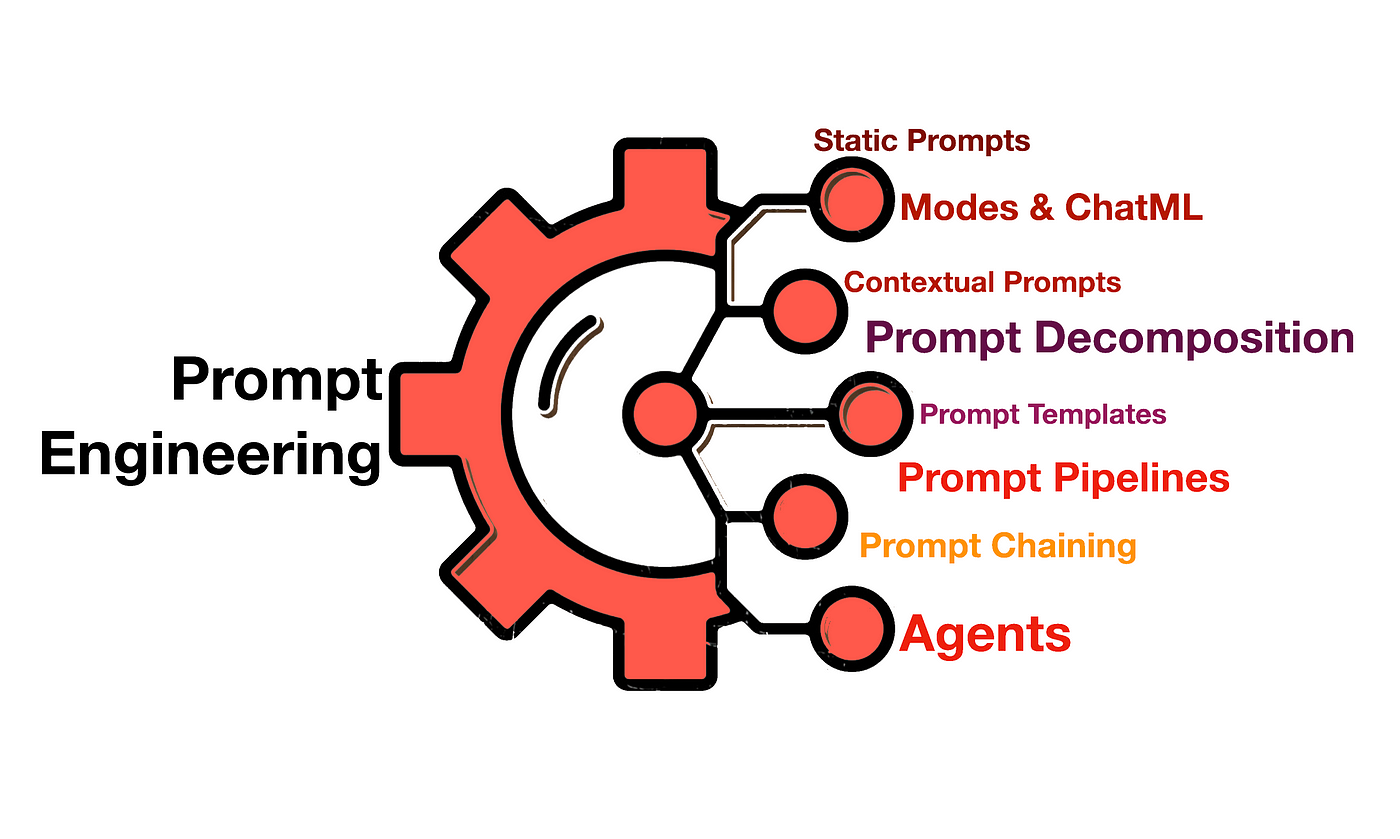 Prompt
Engineering
Static Prompts
Modes & ChatML
Contextual Prompts
Prompt Decomposition
Prompt Templates
Prompt Pipelines
Prompt Chaining
Agents